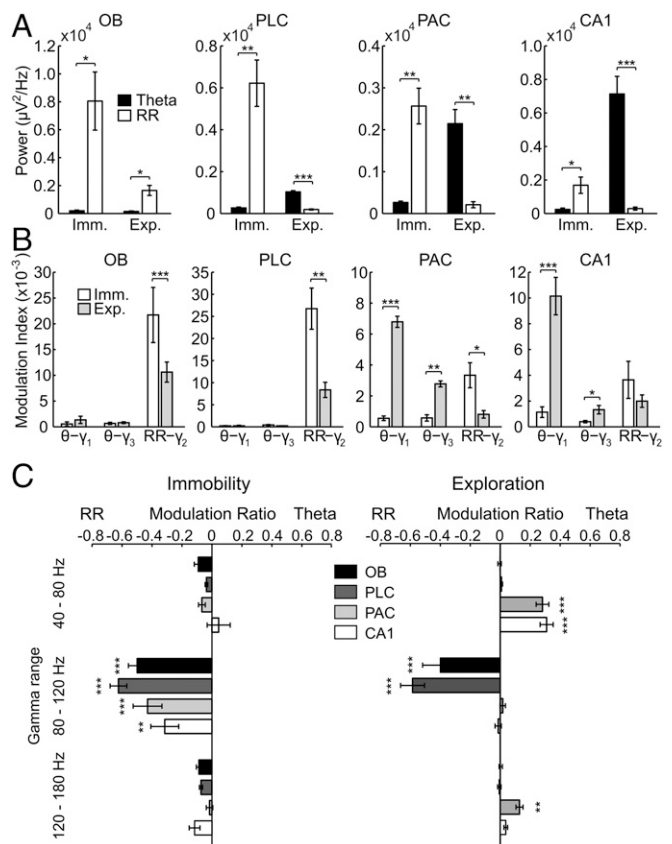 A
OB
PLC
PAC
CA1
x10⁴
x10⁴
x10⁴
x10⁴
Power (µV²/Hz)
1.2
1.0
0.8
0.6
0.4
0.2
0.0
*
*
Theta
RR
Imm.
Exp.
0.8
0.6
0.4
0.2
0.0
**
***
Imm.
Exp.
0.4
0.3
0.2
0.1
0.0
**
**
Imm.
Exp.
1.0
0.8
0.6
0.4
0.2
0.0
*
***
Imm.
Exp.
B
OB
PLC
PAC
CA1
Modulation Index (x10⁻³)
30
25
20
15
10
5
0
***
Imm.
Exp.
θ–γ₁
θ–γ₃
RR–γ₂
35
30
25
20
15
10
5
0
**
θ–γ₁
θ–γ₃
RR–γ₂
10
8
6
4
2
0
***
**
*
θ–γ₁
θ–γ₃
RR–γ₂
12
10
8
6
4
2
0
***
*
θ–γ₁
θ–γ₃
RR–γ₂
C
Immobility
Exploration
RR
Modulation Ratio
Theta
RR
Modulation Ratio
Theta
-0.8 -0.6 -0.4 -0.2 0 0.2 0.4 0.6 0.8
-0.8 -0.6 -0.4 -0.2 0 0.2 0.4 0.6 0.8
Gamma range
40 - 80 Hz
80 - 120 Hz
120 - 180 Hz
OB
PLC
PAC
CA1
***
***
***
**
***
***
***
***
**